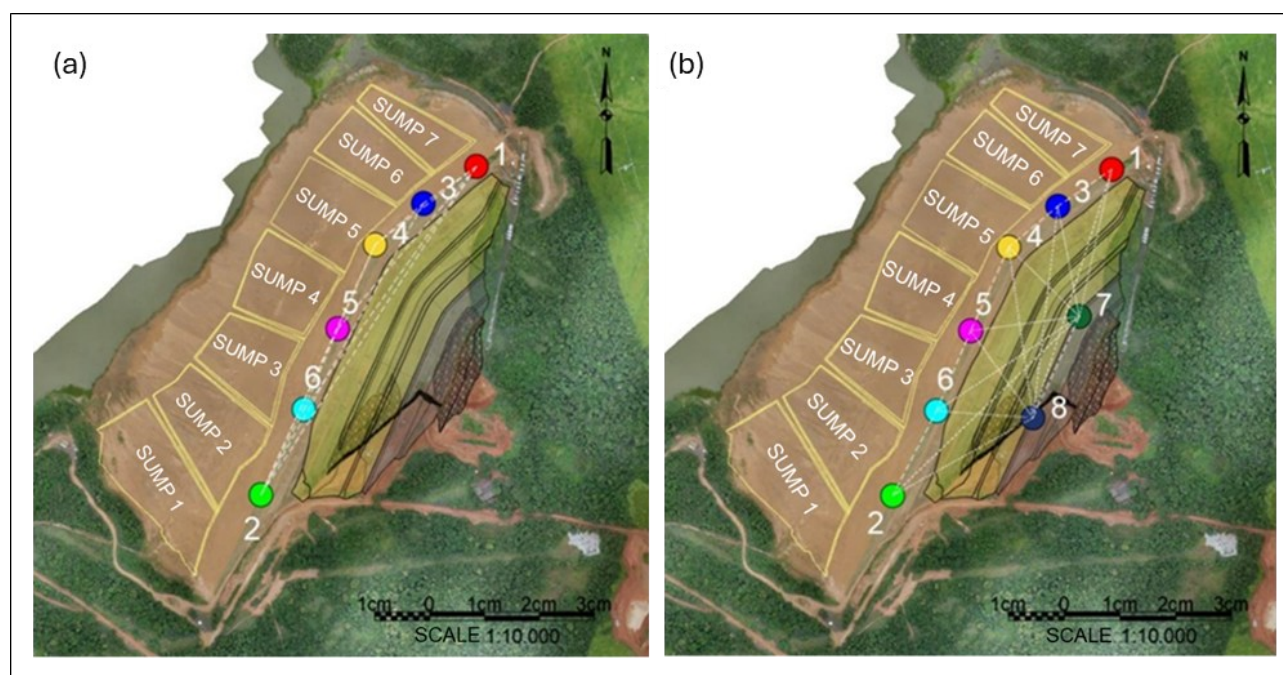 (a)
N
SUMP 7
SUMP 6
SUMP 5
SUMP 4
SUMP 3
SUMP 2
SUMP 1
1
3
4
5
6
2
1cm 0 1cm 2cm 3cm
SCALE 1:10.000
(b)
N
SUMP 7
SUMP 6
SUMP 5
SUMP 4
SUMP 3
SUMP 2
SUMP 1
1
3
4
7
5
6
8
2
1cm 0 1cm 2cm 3cm
SCALE 1:10.000